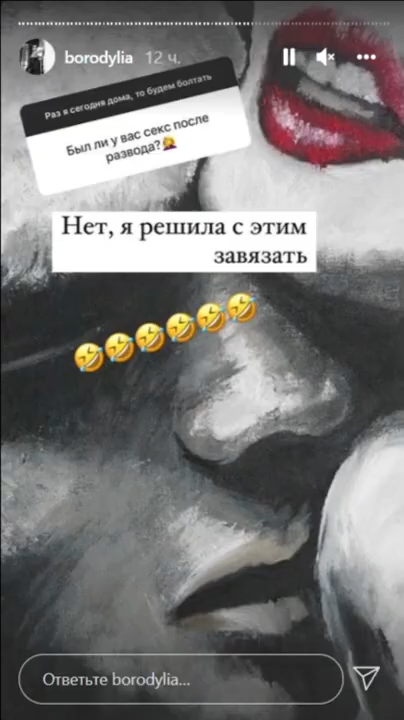 borodylia 12 ч.
Раз я сегодня дома, то будем болтать
Был ли у вас секс после
развода?🤦‍♀️
Нет, я решила с этим
завязать
🤣🤣🤣🤣🤣🤣
Ответьте borodylia...